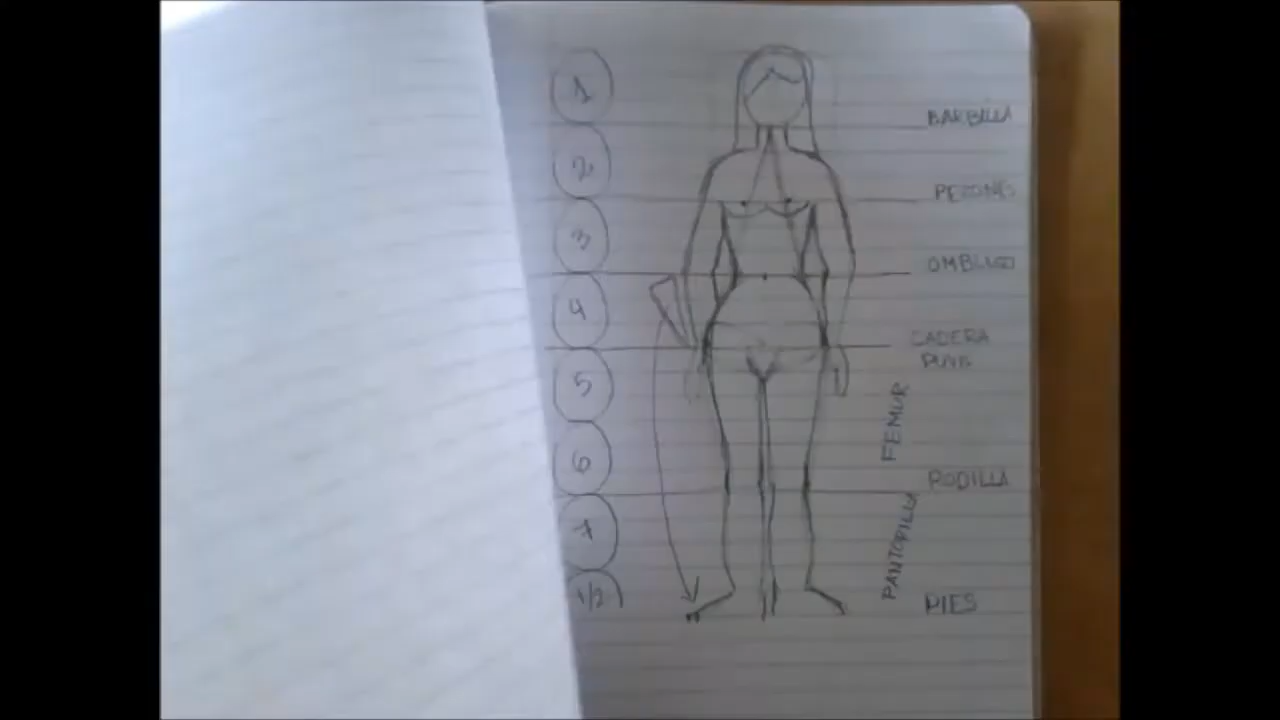 1
BARBILLA
2
PEZONES
3
OMBLIGO
4
CADERA
PUVIS
5
FEMUR
6
RODILLA
7
PANTORILLA
1/2
PIES